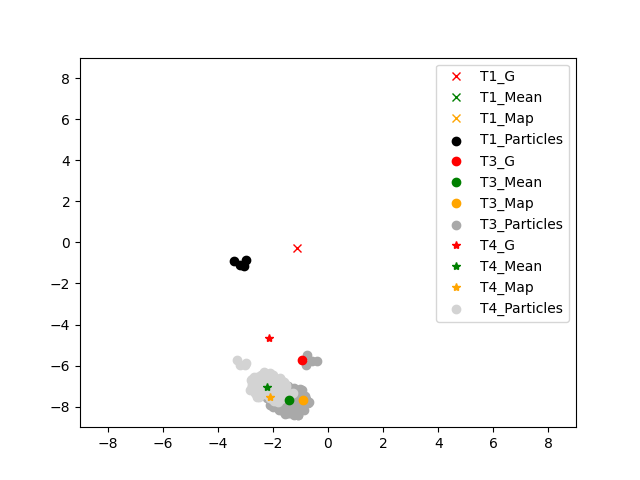 8
6
4
2
0
−2
−4
−6
−8
−8
−6
−4
−2
0
2
4
6
8
T1_G
T1_Mean
T1_Map
T1_Particles
T3_G
T3_Mean
T3_Map
T3_Particles
T4_G
T4_Mean
T4_Map
T4_Particles